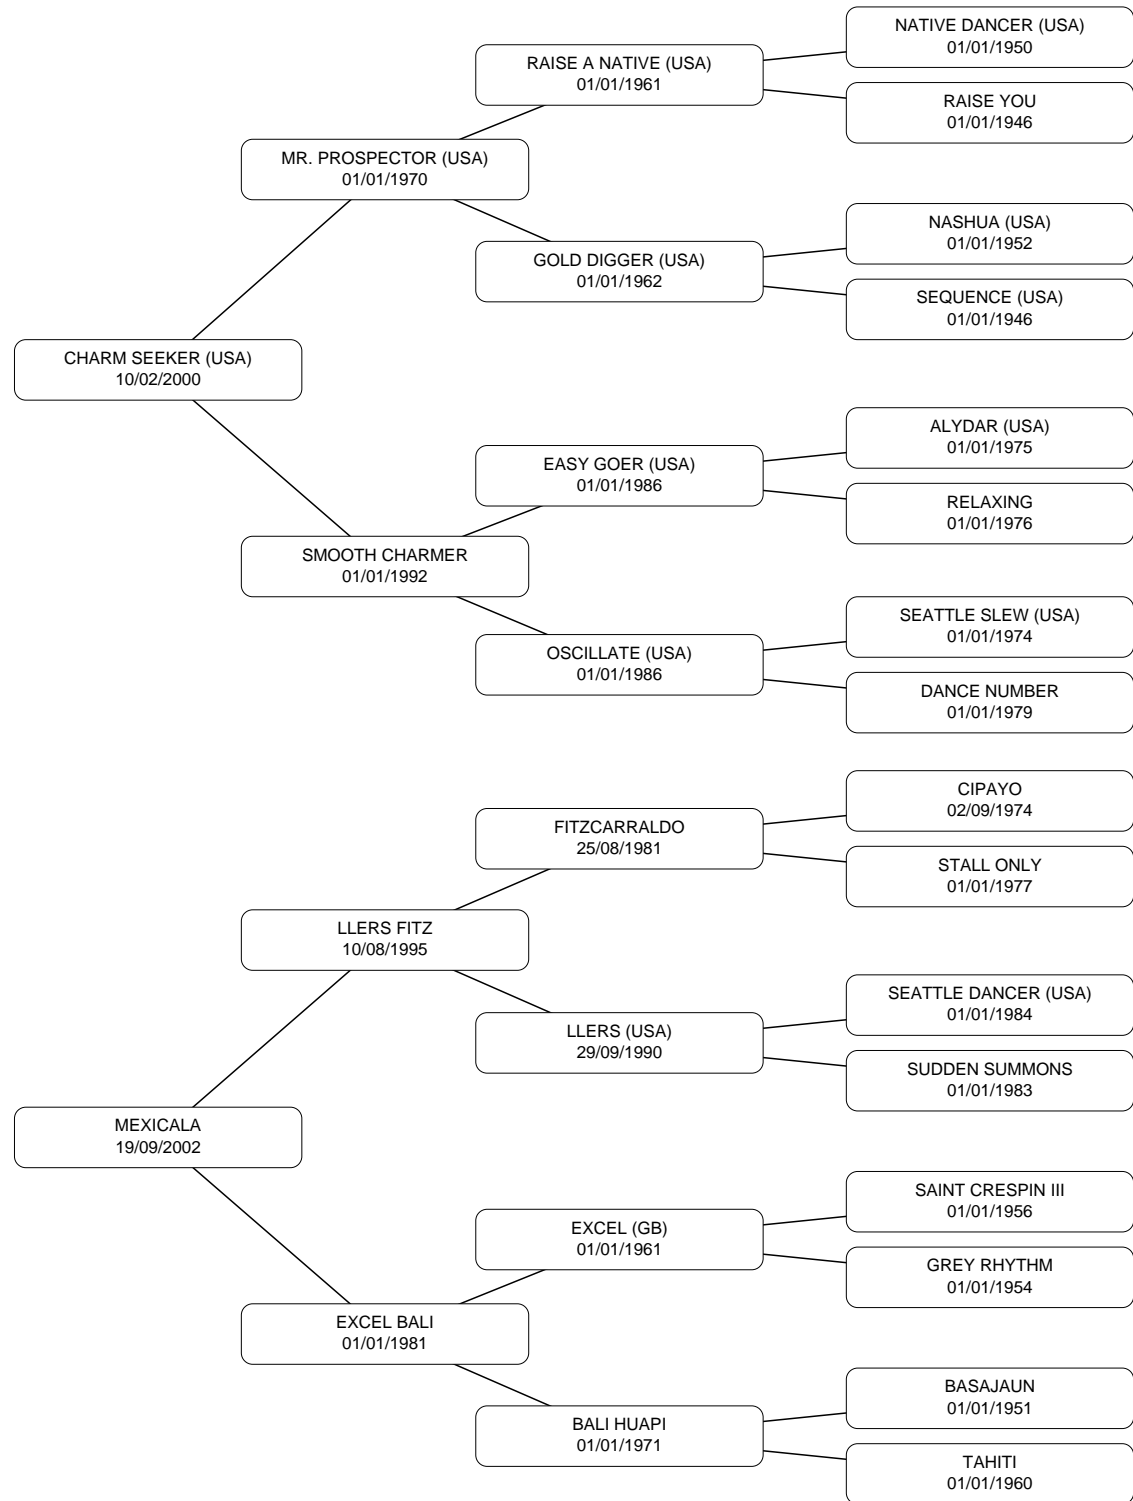 NATIVE DANCER (USA)
01/01/1950
RAISE A NATIVE (USA)
01/01/1961
RAISE YOU
01/01/1946
MR. PROSPECTOR (USA)
01/01/1970
NASHUA (USA)
01/01/1952
GOLD DIGGER (USA)
01/01/1962
SEQUENCE (USA)
01/01/1946
CHARM SEEKER (USA)
10/02/2000
ALYDAR (USA)
01/01/1975
EASY GOER (USA)
01/01/1986
RELAXING
01/01/1976
SMOOTH CHARMER
01/01/1992
SEATTLE SLEW (USA)
01/01/1974
OSCILLATE (USA)
01/01/1986
DANCE NUMBER
01/01/1979
CIPAYO
02/09/1974
FITZCARRALDO
25/08/1981
STALL ONLY
01/01/1977
LLERS FITZ
10/08/1995
SEATTLE DANCER (USA)
01/01/1984
LLERS (USA)
29/09/1990
SUDDEN SUMMONS
01/01/1983
MEXICALA
19/09/2002
SAINT CRESPIN III
01/01/1956
EXCEL (GB)
01/01/1961
GREY RHYTHM
01/01/1954
EXCEL BALI
01/01/1981
BASAJAUN
01/01/1951
BALI HUAPI
01/01/1971
TAHITI
01/01/1960